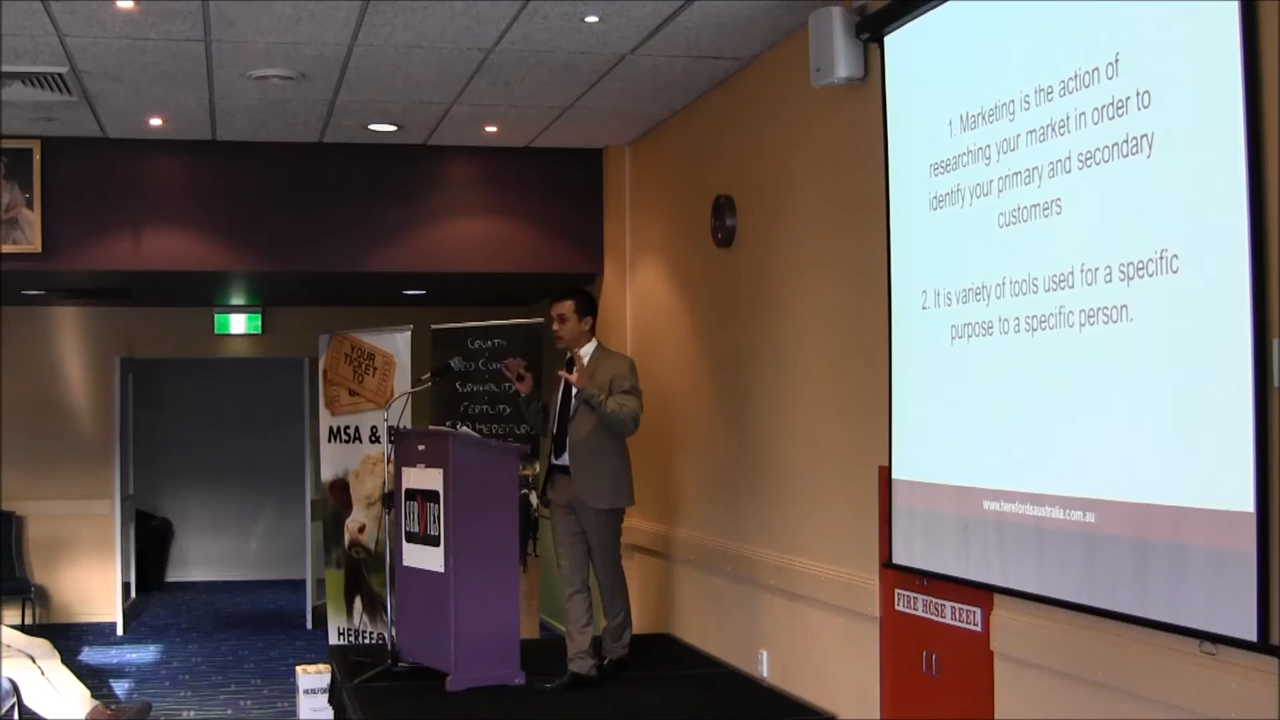 1. Marketing is the action of
researching your market in order to
identify your primary and secondary
customers
2. It is variety of tools used for a specific
purpose to a specific person.
www.herefordsaustralia.com.au
YOUR
TICKET
TO
MSA &
FERTILITY
SERVIES
FIRE HOSE REEL